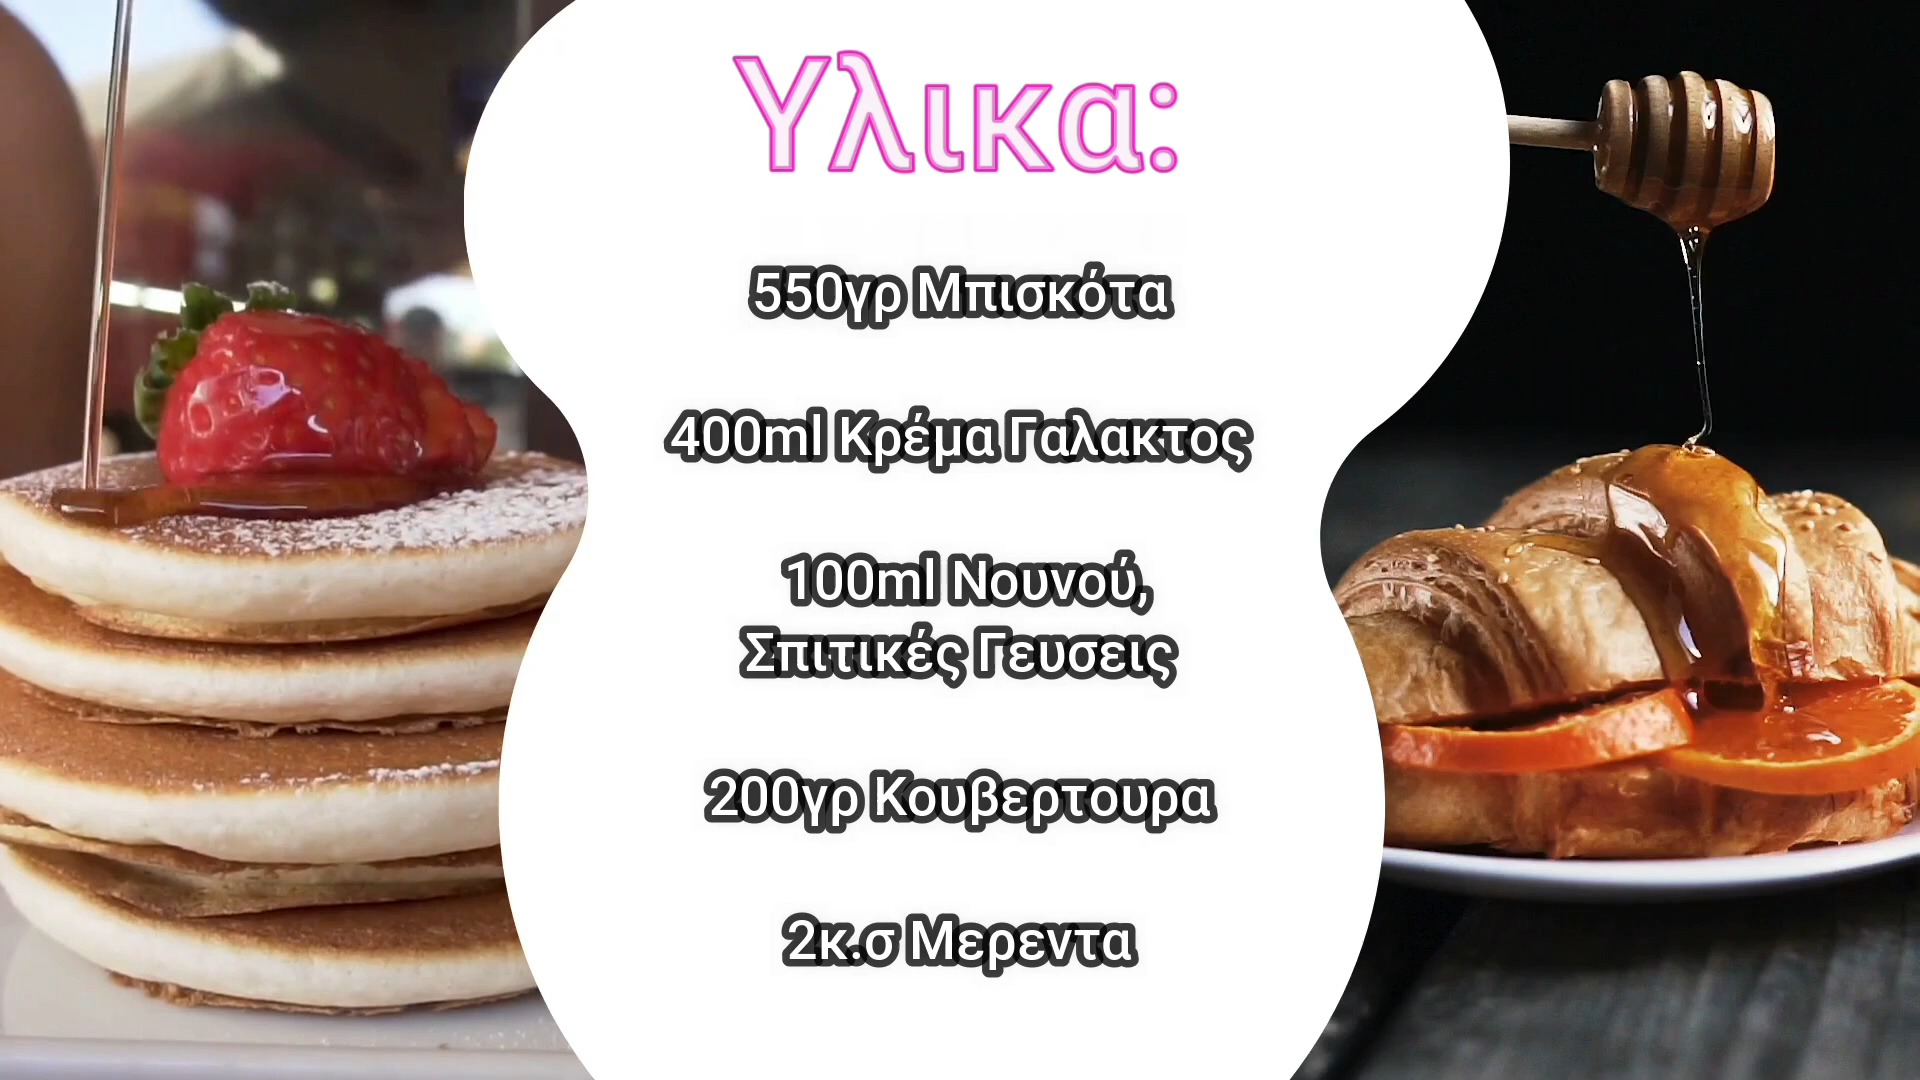 Υλικα:
550γρ Μπισκότα
400ml Κρέμα Γαλακτος
100ml Νουνού,
Σπιτικές Γευσεις
200γρ Κουβερτουρα
2κ.σ Μερεντα